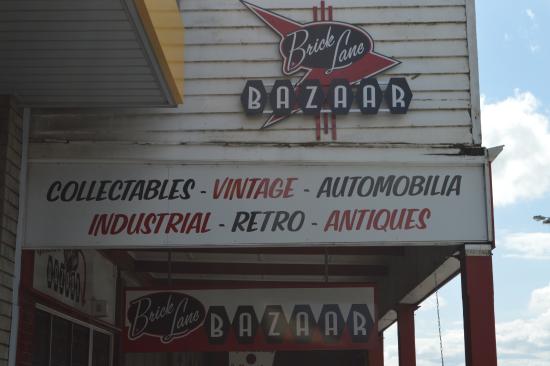 Brick Lane
BAZAAR
COLLECTABLES - VINTAGE - AUTOMOBILIA
INDUSTRIAL - RETRO - ANTIQUES
Brick Lane BAZAAR